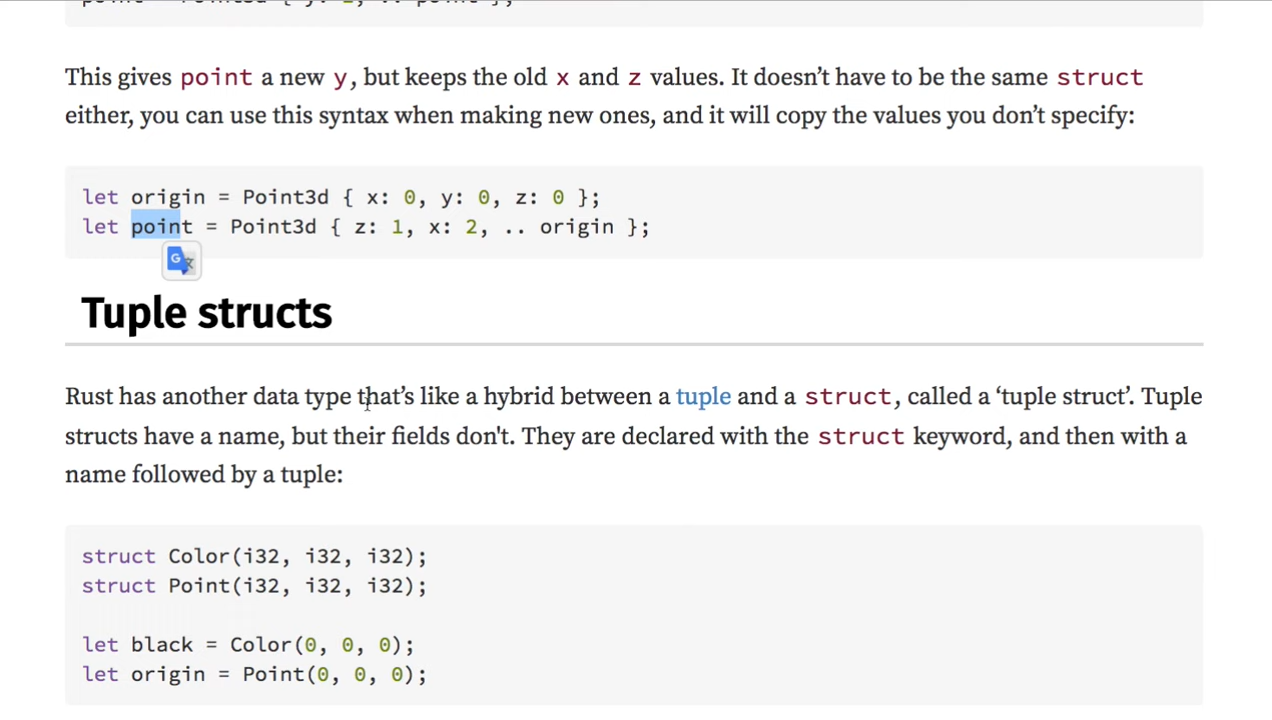 point = Point3d { y: 1, .. point };
This gives point a new y, but keeps the old x and z values. It doesn’t have to be the same struct
either, you can use this syntax when making new ones, and it will copy the values you don’t specify:
let origin = Point3d { x: 0, y: 0, z: 0 };
let point = Point3d { z: 1, x: 2, .. origin };
Tuple structs
Rust has another data type that’s like a hybrid between a tuple and a struct, called a ‘tuple struct’. Tuple
structs have a name, but their fields don't. They are declared with the struct keyword, and then with a
name followed by a tuple:
struct Color(i32, i32, i32);
struct Point(i32, i32, i32);
let black = Color(0, 0, 0);
let origin = Point(0, 0, 0);